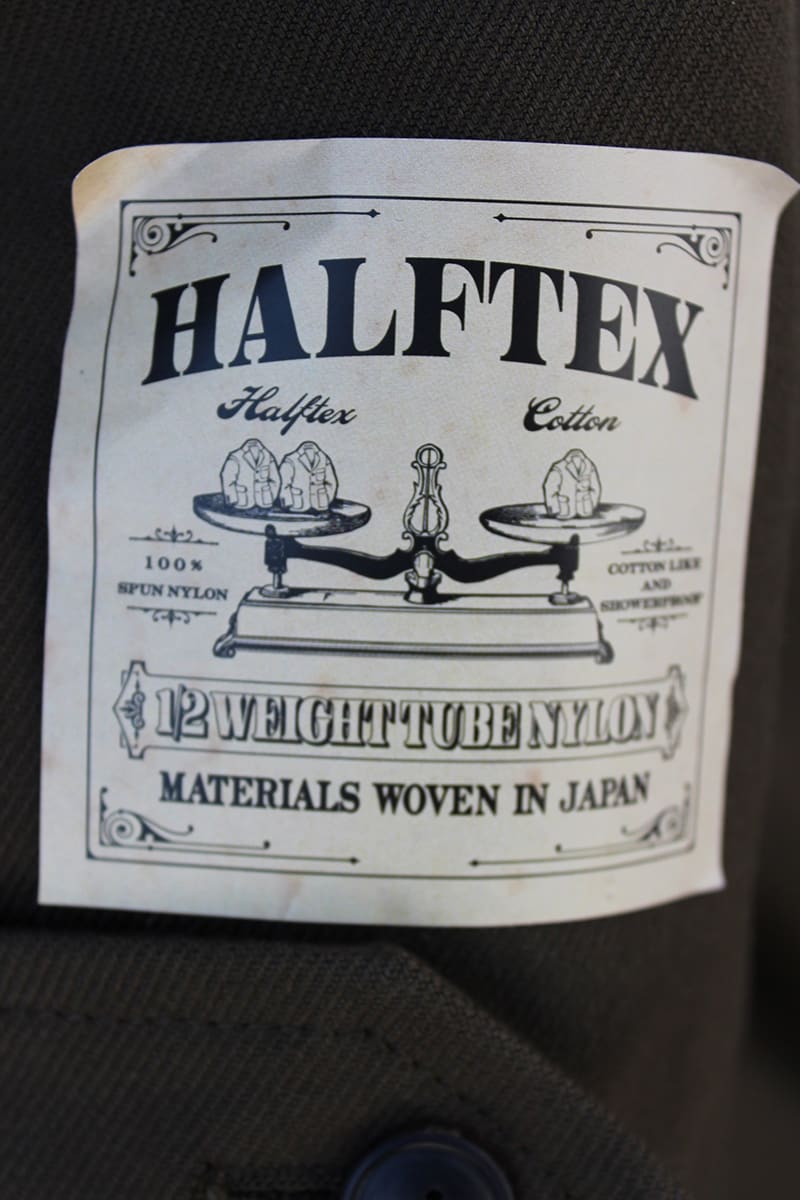 HALFTEX
Halftex
Cotton
100%
SPUN NYLON
COTTON LIKE
AND
SHOWERPROOF
1/2 WEIGHT TUBE NYLON
MATERIALS WOVEN IN JAPAN